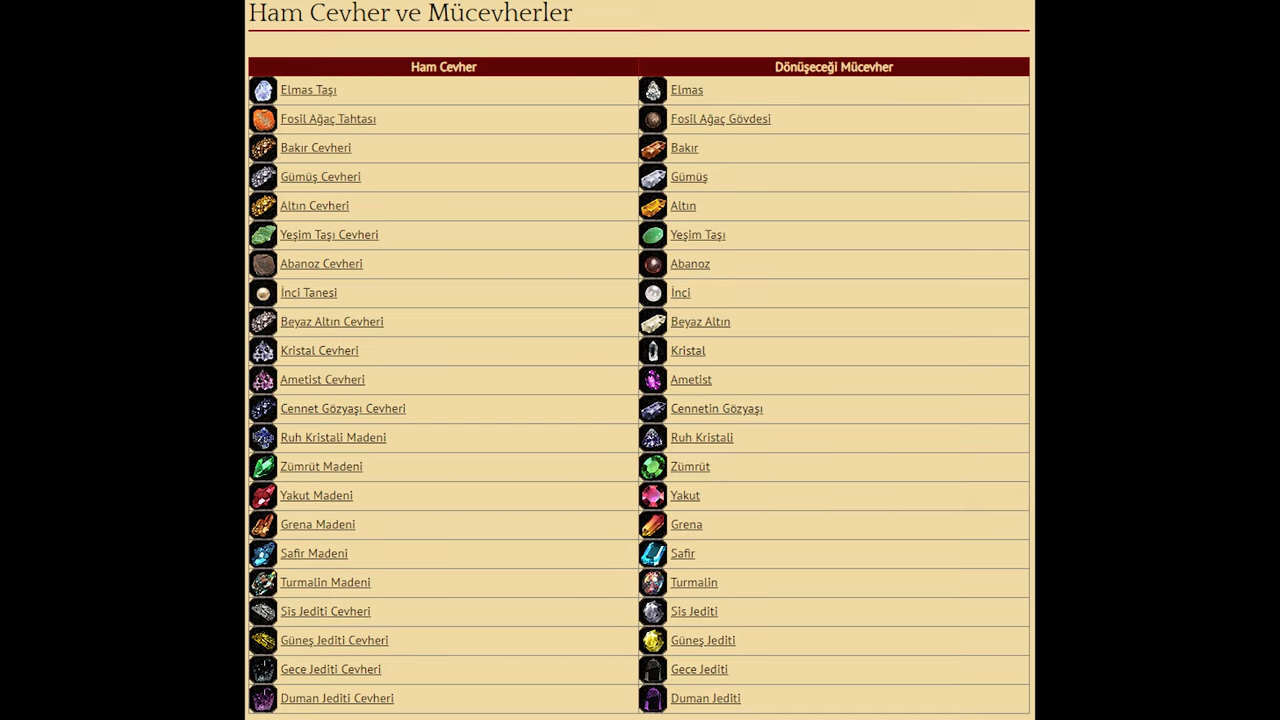 Ham Cevher ve Mücevherler
Ham Cevher Dönüşeceği Mücevher
Elmas Taşı Elmas
Fosil Ağaç Tahtası Fosil Ağaç Gövdesi
Bakır Cevheri Bakır
Gümüş Cevheri Gümüş
Altın Cevheri Altın
Yeşim Taşı Cevheri Yeşim Taşı
Abanoz Cevheri Abanoz
İnci Tanesi İnci
Beyaz Altın Cevheri Beyaz Altın
Kristal Cevheri Kristal
Ametist Cevheri Ametist
Cennet Gözyaşı Cevheri Cennetin Gözyaşı
Ruh Kristali Madeni Ruh Kristali
Zümrüt Madeni Zümrüt
Yakut Madeni Yakut
Grena Madeni Grena
Safir Madeni Safir
Turmalin Madeni Turmalin
Sis Jediti Cevheri Sis Jediti
Güneş Jediti Cevheri Güneş Jediti
Gece Jediti Cevheri Gece Jediti
Duman Jediti Cevheri Duman Jediti